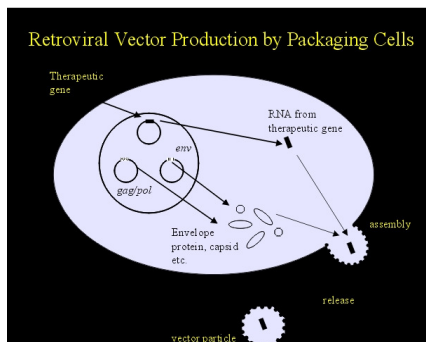 Retroviral Vector Production by Packaging Cells
Therapeutic
gene
RNA from
therapeutic gene
env
gag/pol
Envelope
protein, capsid
etc.
assembly
release
vector particle